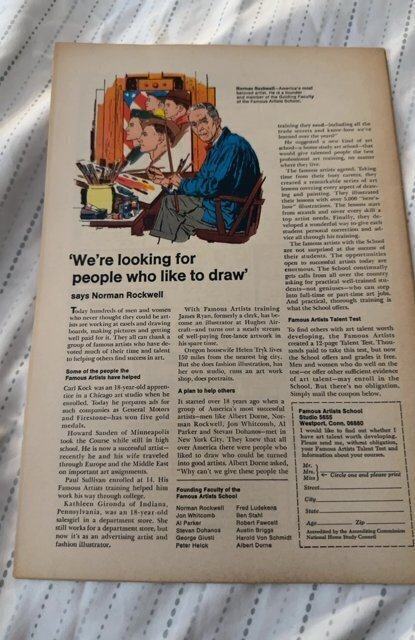 Norman Rockwell—America's most
beloved artist. He is a founder
and member of the Guiding Faculty
of the Famous Artists School.
'We're looking for
people who like to draw'
says Norman Rockwell
Today hundreds of men and women
who never thought they could be art-
ists are working at easels and drawing
boards, making pictures and getting
well paid for it. They all can thank a
group of famous artists who have de-
voted much of their time and talent
to helping others find success in art.
Some of the people the
Famous Artists have helped
Carl Kock was an 18-year-old appren-
tice in a Chicago art studio when he
enrolled. Today he prepares ads for
such companies as General Motors
and Firestone—has won five gold
medals.
Howard Sanden of Minneapolis
took the Course while still in high
school. He is now a successful artist—
recently he and his wife traveled
through Europe and the Middle East
on important art assignments.
Paul Sullivan enrolled at 14. His
Famous Artists training helped him
work his way through college.
Kathleen Gironda of Indiana,
Pennsylvania, was an 18-year-old
salesgirl in a department store. She
still works for a department store, but
now it's as an advertising artist and
fashion illustrator.
With Famous Artists training
James Ryan, formerly a clerk, has be-
come an illustrator at Hughes Air-
craft—and turns out a steady stream
of well-paying free-lance artwork in
his spare time.
Oregon housewife Helen Tryk lives
150 miles from the nearest big city.
But she does fashion illustration, has
her own studio, runs an art work
shop, does portraits.
A plan to help others
It started over 18 years ago when a
group of America's most successful
artists—men like Albert Dorne, Nor-
man Rockwell, Jon Whitcomb, Al
Parker and Stevan Dohanos—met in
New York City. They knew that all
over America there were people who
liked to draw who could be turned
into good artists. Albert Dorne asked,
"Why can't we give these people the
training they need—including all the
trade secrets and know-how we've
learned over the years?"
He suggested a new kind of art
school—a home study art school—that
would give talented people the best
professional art training, no matter
where they live.
The famous artists agreed. Taking
time from their busy careers, they
created a remarkable series of art
lessons covering every aspect of draw-
ing and painting. They illustrated
their lessons with over 5,000 "here's-
how" illustrations. The lessons start
from scratch and cover every skill a
top artist needs. Finally, they de-
veloped a wonderful way to give each
student personal correction and ad-
vice all through his training.
The famous artists with the School
are not surprised at the success of
their students. The opportunities
open to successful artists today are
enormous. The School continually
gets calls from all over the country
asking for practical well-trained stu-
dents—not geniuses—who can step
into full-time or part-time art jobs.
And practical, thorough training is
what the School offers.
Famous Artists Talent Test
To find others with art talent worth
developing, the Famous Artists
created a 12-page Talent Test. Thou-
sands paid to take this test, but now
the School offers and grades it free.
Men and women who do well on the
test—or offer other sufficient evidence
of art talent—may enroll in the
School. But there's no obligation.
Simply mail the coupon below.
Famous Artists School
Studio 5655
Westport, Conn. 06880
I would like to find out whether I
have art talent worth developing.
Please send me, without obligation,
your Famous Artists Talent Test and
information about your courses.
Mr.
Mrs.
Miss
Circle one and please print
Street
City
State
Age Zip
Accredited by the Accrediting Commission
National Home Study Council
Founding Faculty of the
Famous Artists School
Norman Rockwell
Jon Whitcomb
Al Parker
Stevan Dohanos
George Giusti
Peter Helck
Fred Ludekens
Ben Stahl
Robert Fawcett
Austin Briggs
Harold Von Schmidt
Albert Dorne